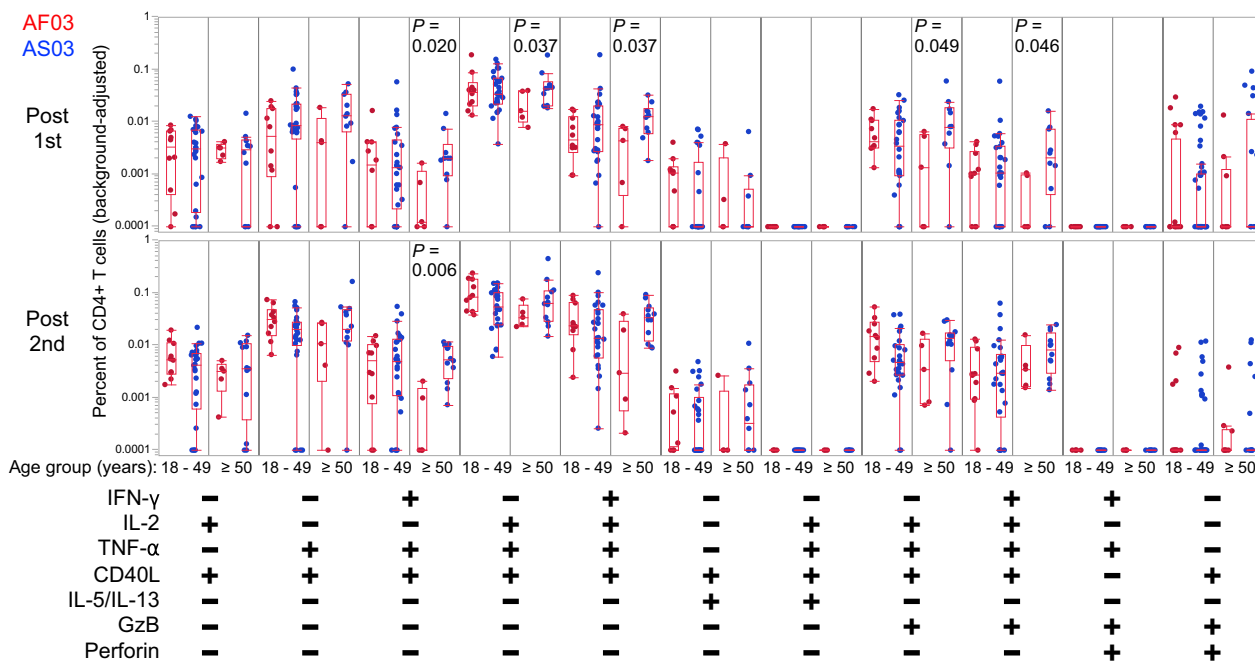 AF03
AS03
Percent of CD4+ T cells (background-adjusted)
Post
1st
1
0.1
0.01
0.001
0.0001
P =
0.020
P =
0.037
P =
0.037
P =
0.049
P =
0.046
Post
2nd
1
0.1
0.01
0.001
0.0001
P =
0.006
Age group (years): 18 - 49 ≥ 50 18 - 49 ≥ 50 18 - 49 ≥ 50 18 - 49 ≥ 50 18 - 49 ≥ 50 18 - 49 ≥ 50 18 - 49 ≥ 50 18 - 49 ≥ 50 18 - 49 ≥ 50 18 - 49 ≥ 50 18 - 49 ≥ 50
IFN-γ − − + − + − − − + + −
IL-2 + − − + + − + + + + −
TNF-α − + + + + − + + + + −
CD40L + + + + + + + + + − +
IL-5/IL-13 − − − − − + + − − − −
GzB − − − − − − − + + + +
Perforin − − − − − − − − − + +